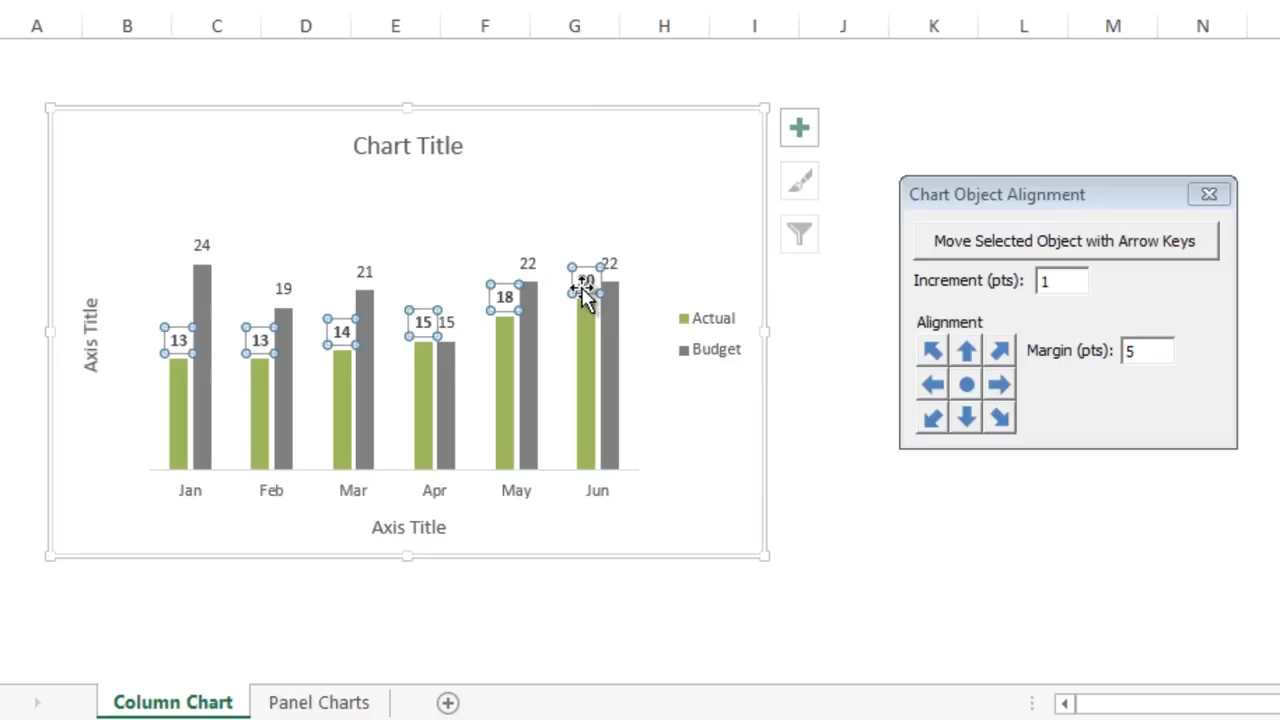 A B C D E F G H I J K L M N
Chart Title
Chart Object Alignment
Move Selected Object with Arrow Keys
Increment (pts): 1
Alignment
Margin (pts): 5
24
19
21
22
22
13
13
14
15
15
18
Axis Title
Actual
Budget
Jan Feb Mar Apr May Jun
Axis Title
Column Chart
Panel Charts